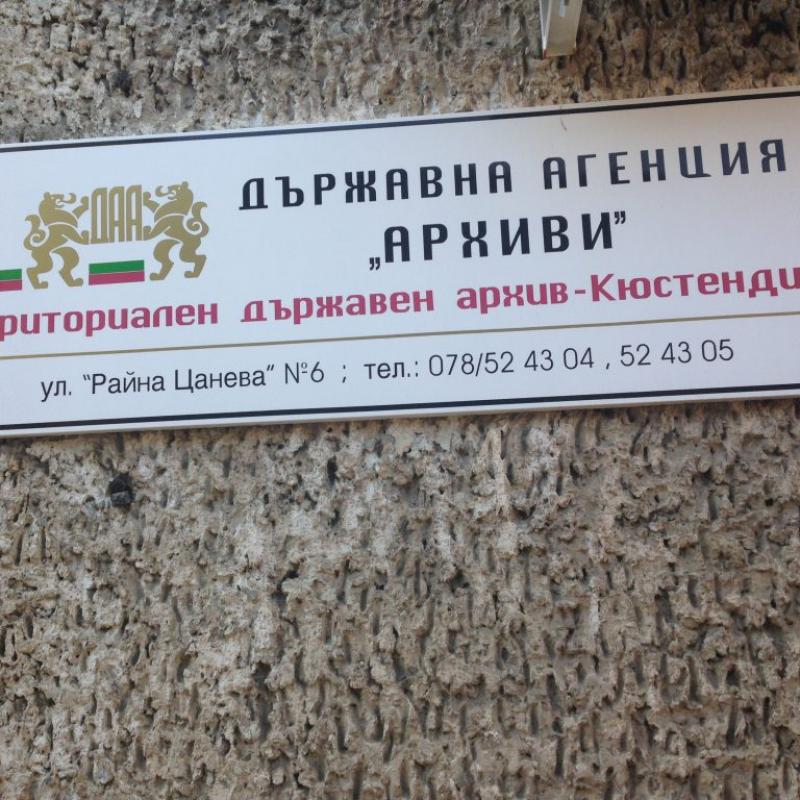 ДАА
ДЪРЖАВНА АГЕНЦИЯ
„АРХИВИ”
риториален държавен архив-Кюстенди
ул. "Райна Цанева" №6 ; тел.: 078/52 43 04 , 52 43 05